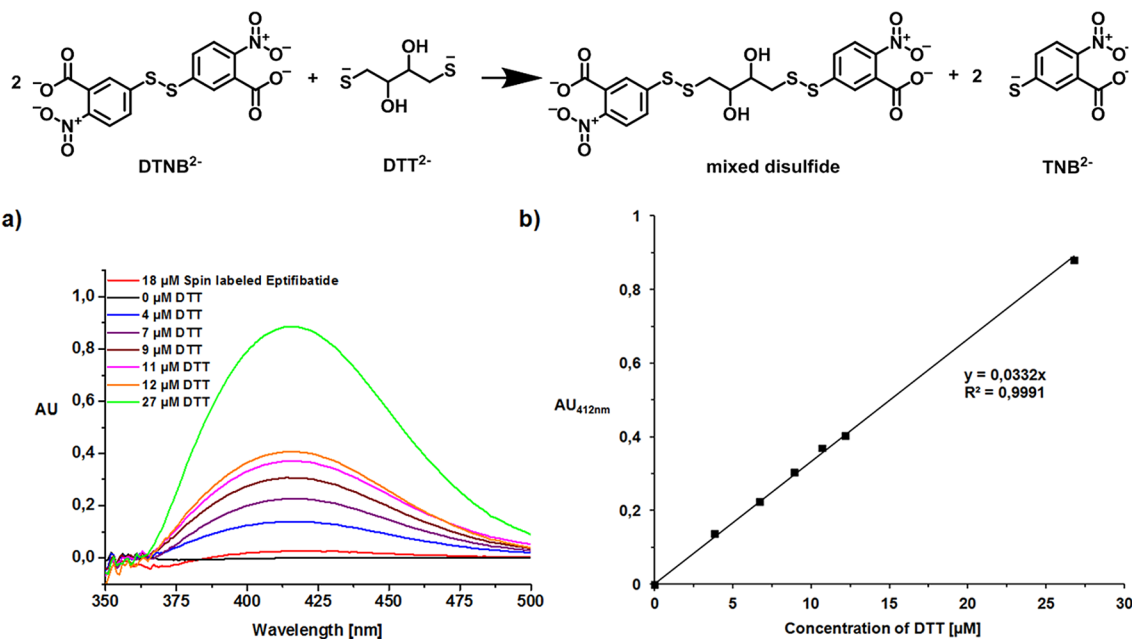 2 -O O O- N+ O S S N+ O O- O O- + -S OH OH S- -O O O- N+ O S S OH OH S S N+ O O- O O- + 2 -S N+ O O- O O-
DTNB2-
DTT2-
mixed disulfide
TNB2-
a)
18 µM Spin labeled Eptifibatide
0 µM DTT
4 µM DTT
7 µM DTT
9 µM DTT
11 µM DTT
12 µM DTT
27 µM DTT
AU
1,0
0,8
0,6
0,4
0,2
0,0
350 375 400 425 450 475 500
Wavelength [nm]
b)
1
0,8
0,6
0,4
0,2
0
AU412nm
y = 0,0332x
R² = 0,9991
0 5 10 15 20 25 30
Concentration of DTT [µM]